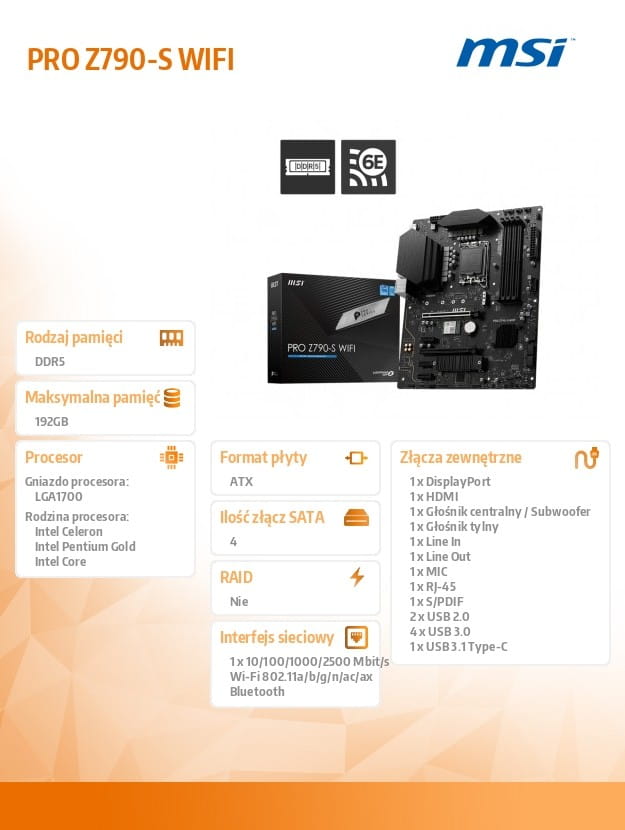 PRO Z790-S WIFI
msi
DDR5
6E
msi
PRO Z790-S WIFI
Rodzaj pamięci
DDR5
Maksymalna pamięć
192GB
Procesor
Gniazdo procesora:
LGA1700
Rodzina procesora:
Intel Celeron
Intel Pentium Gold
Intel Core
Format płyty
ATX
Ilość złącz SATA
4
RAID
Nie
Interfejs sieciowy
1 x 10/100/1000/2500 Mbit/s
Wi-Fi 802.11a/b/g/n/ac/ax
Bluetooth
Złącza zewnętrzne
1 x DisplayPort
1 x HDMI
1 x Głośnik centralny / Subwoofer
1 x Głośnik tylny
1 x Line In
1 x Line Out
1 x MIC
1 x RJ-45
1 x S/PDIF
2 x USB 2.0
4 x USB 3.0
1 x USB 3.1 Type-C